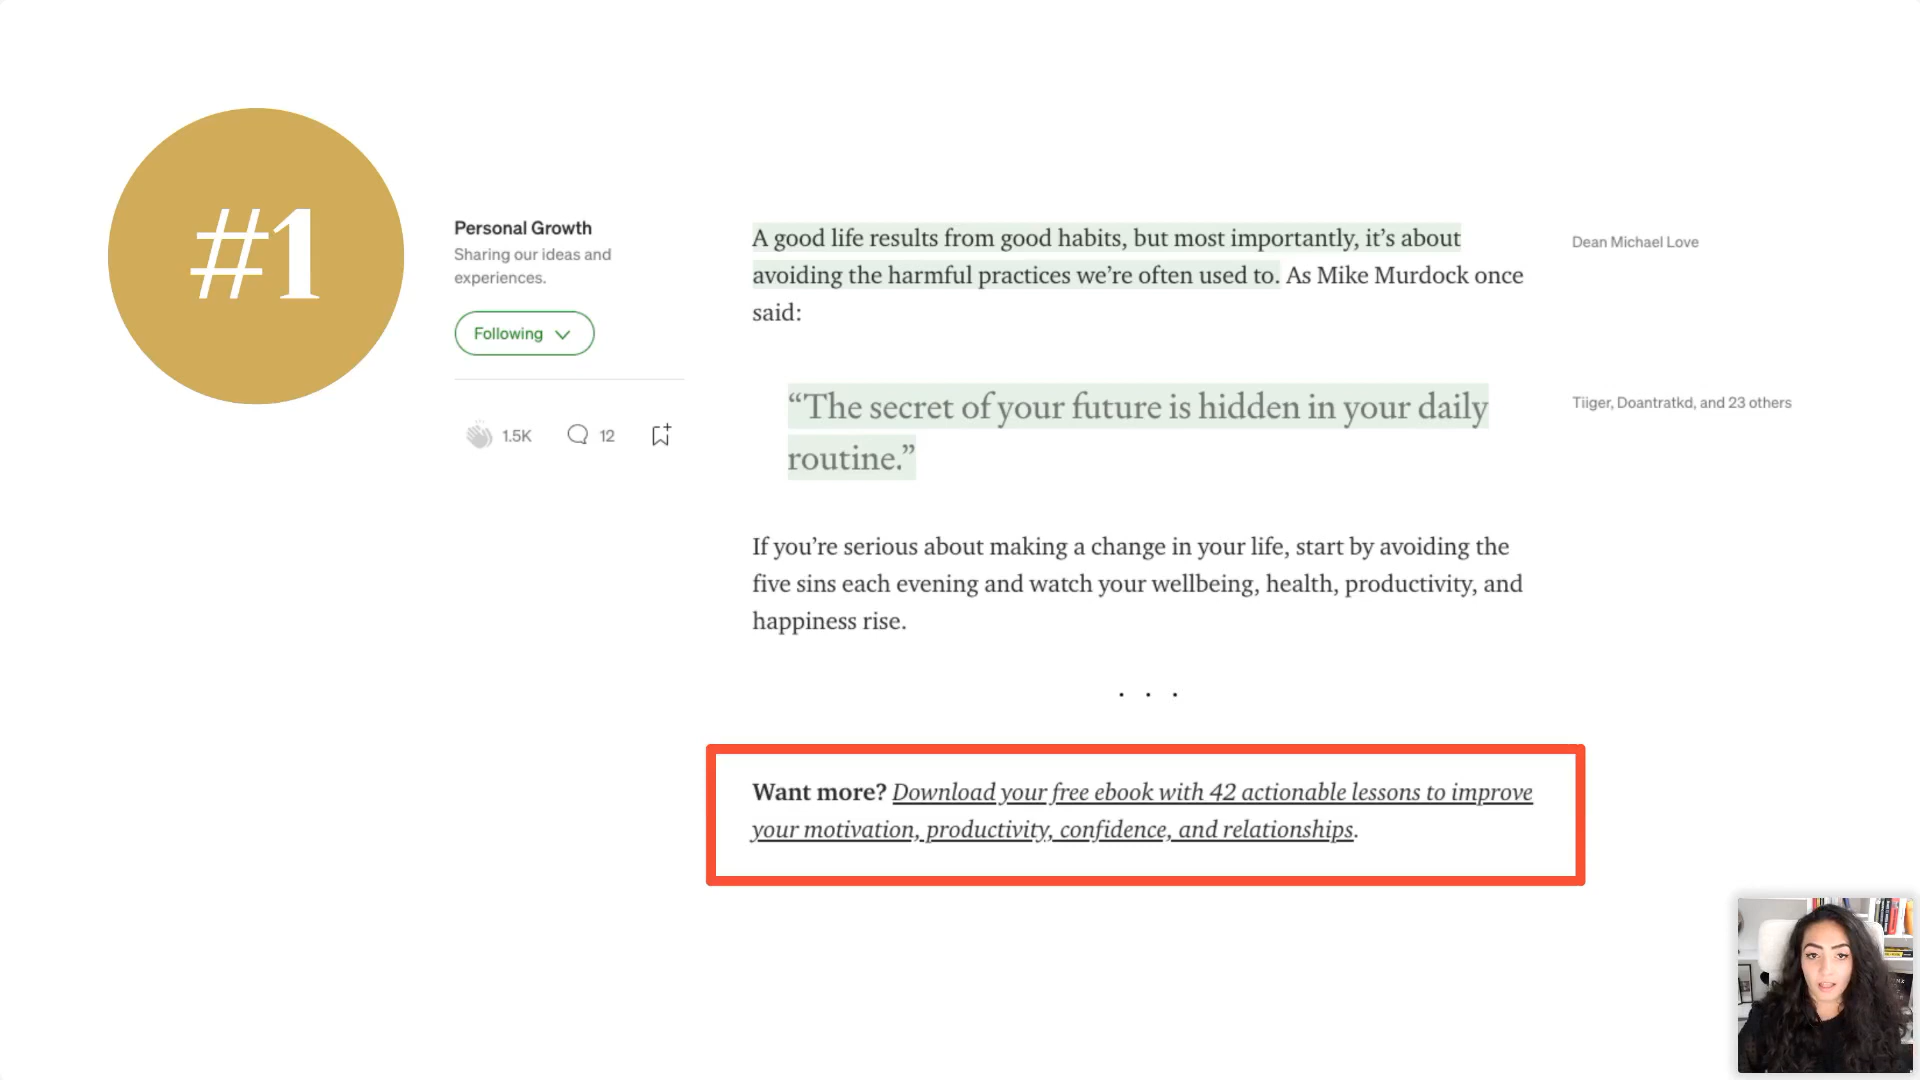 #1
Personal Growth
Sharing our ideas and
experiences.
Following
1.5K
12
A good life results from good habits, but most importantly, it’s about
avoiding the harmful practices we’re often used to. As Mike Murdock once
said:
Dean Michael Love
“The secret of your future is hidden in your daily
routine.”
Tiiger, Doantratkd, and 23 others
If you’re serious about making a change in your life, start by avoiding the
five sins each evening and watch your wellbeing, health, productivity, and
happiness rise.
. . .
Want more? Download your free ebook with 42 actionable lessons to improve
your motivation, productivity, confidence, and relationships.